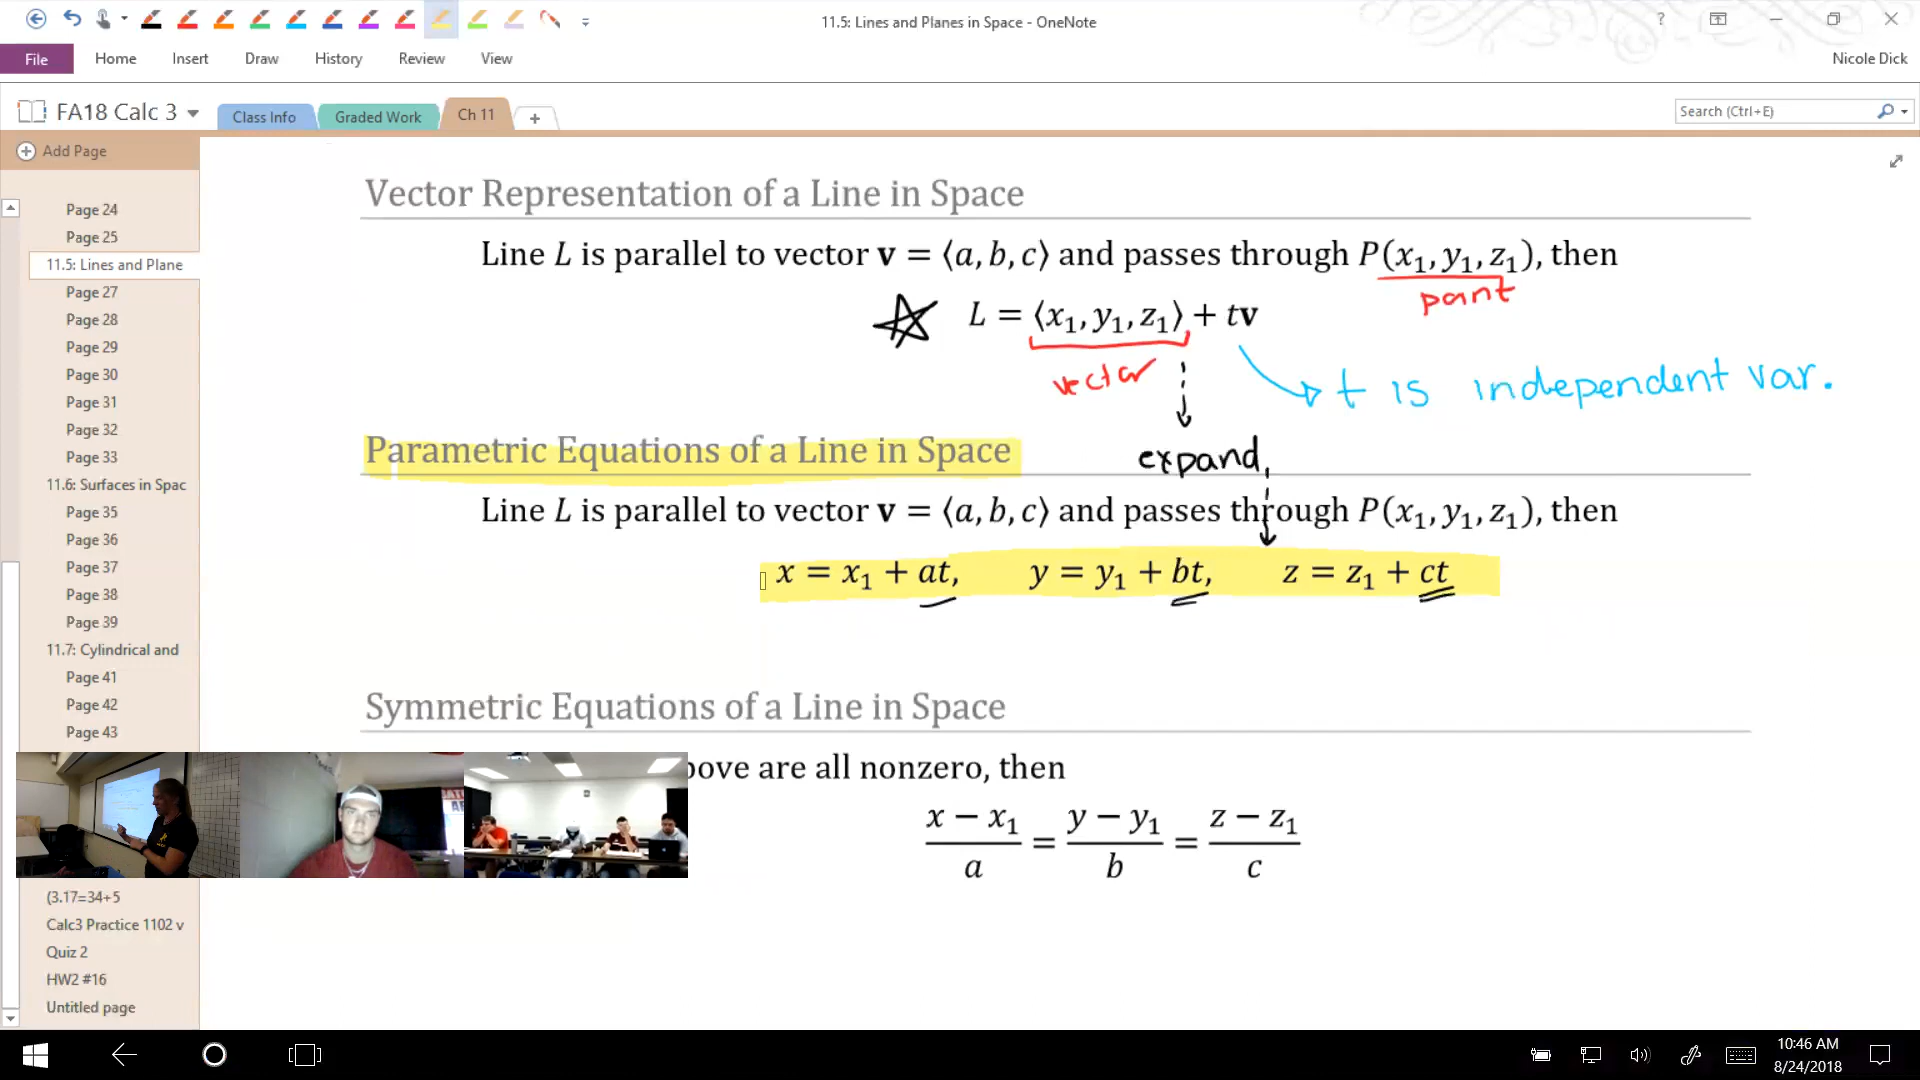 11.5: Lines and Planes in Space - OneNote
File Home Insert Draw History Review View
Nicole Dick
FA18 Calc 3
Class Info
Graded Work
Ch 11
Search (Ctrl+E)
Add Page
Page 24
Page 25
11.5: Lines and Plane
Page 27
Page 28
Page 29
Page 30
Page 31
Page 32
Page 33
11.6: Surfaces in Spac
Page 35
Page 36
Page 37
Page 38
Page 39
11.7: Cylindrical and
Page 41
Page 42
Page 43
(3.17=34+5
Calc3 Practice 1102 v
Quiz 2
HW2 #16
Untitled page
Vector Representation of a Line in Space
Line L is parallel to vector v = ⟨a, b, c⟩ and passes through P(x₁, y₁, z₁), then
point
L = ⟨x₁, y₁, z₁⟩ + tv
vector
t is independent var.
expand
Parametric Equations of a Line in Space
Line L is parallel to vector v = ⟨a, b, c⟩ and passes through P(x₁, y₁, z₁), then
x = x₁ + at, y = y₁ + bt, z = z₁ + ct
Symmetric Equations of a Line in Space
bove are all nonzero, then
x − x₁ / a = y − y₁ / b = z − z₁ / c
10:46 AM
8/24/2018